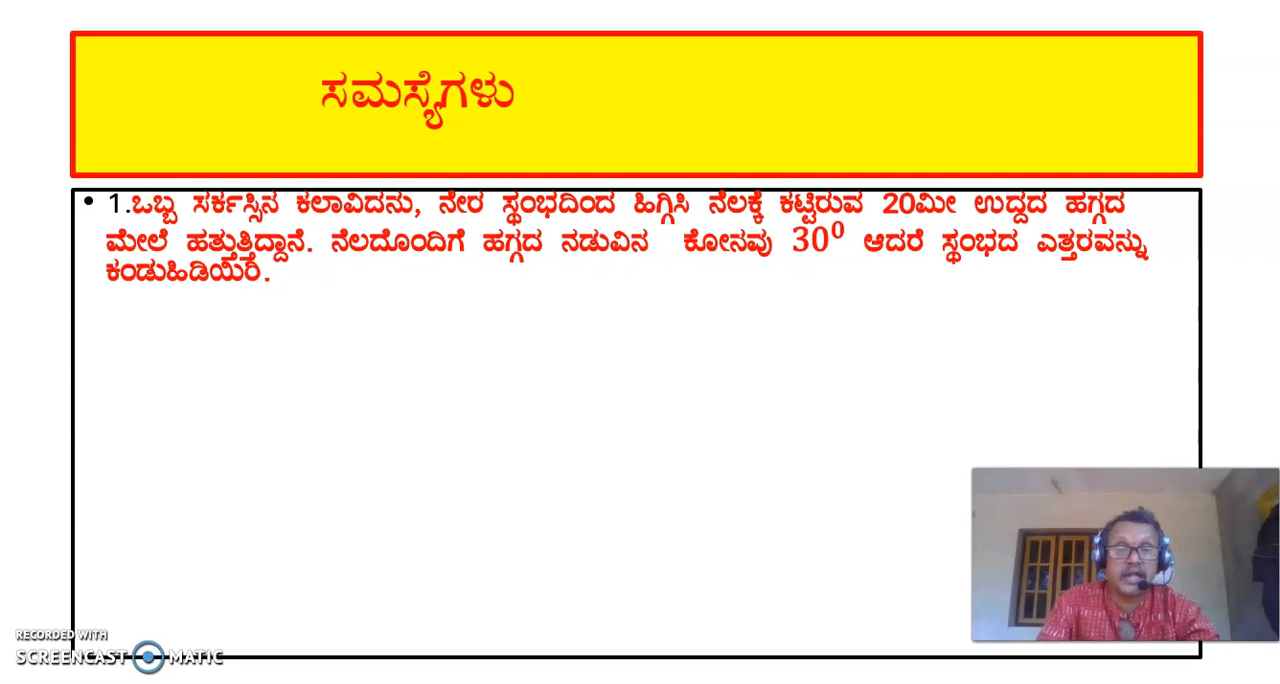 ಸಮಸ್ಯೆಗಳು
• 1.ಒಬ್ಬ ಸರ್ಕಸ್ಸಿನ ಕಲಾವಿದನು, ನೇರ ಸ್ಥಂಭದಿಂದ ಹಿಗ್ಗಿಸಿ ನೆಲಕ್ಕೆ ಕಟ್ಟಿರುವ 20ಮೀ ಉದ್ದದ ಹಗ್ಗದ
ಮೇಲೆ ಹತ್ತುತ್ತಿದ್ದಾನೆ. ನೆಲದೊಂದಿಗೆ ಹಗ್ಗದ ನಡುವಿನ ಕೋನವು 30⁰ ಆದರೆ ಸ್ಥಂಭದ ಎತ್ತರವನ್ನು
ಕಂಡುಹಿಡಿಯಿರಿ.
RECORDED WITH
SCREENCAST MATIC